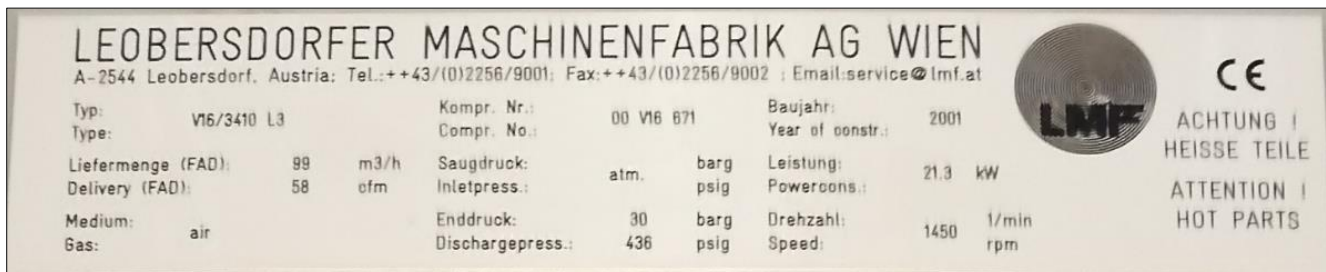 LEOBERSDORFER MASCHINENFABRIK AG WIEN
A-2544 Leobersdorf, Austria; Tel.:++43/(0)2256/9001; Fax:++43/(0)2256/9002 ; Email:service@lmf.at
Typ: Kompr. Nr.: Baujahr:
V16/3410 L3 00 V16 671 2001
Type: Compr. No.: Year of constr.:
Liefermenge (FAD): 99 m3/h Saugdruck: barg Leistung:
atm. 21.3 kW
Delivery (FAD): 58 cfm Inletpress.: psig Powercons.:
Medium: Enddruck: 30 barg Drehzahl: 1/min
air 1450
Gas: Dischargepress.: 436 psig Speed: rpm
LMF
CE
ACHTUNG !
HEISSE TEILE
ATTENTION !
HOT PARTS